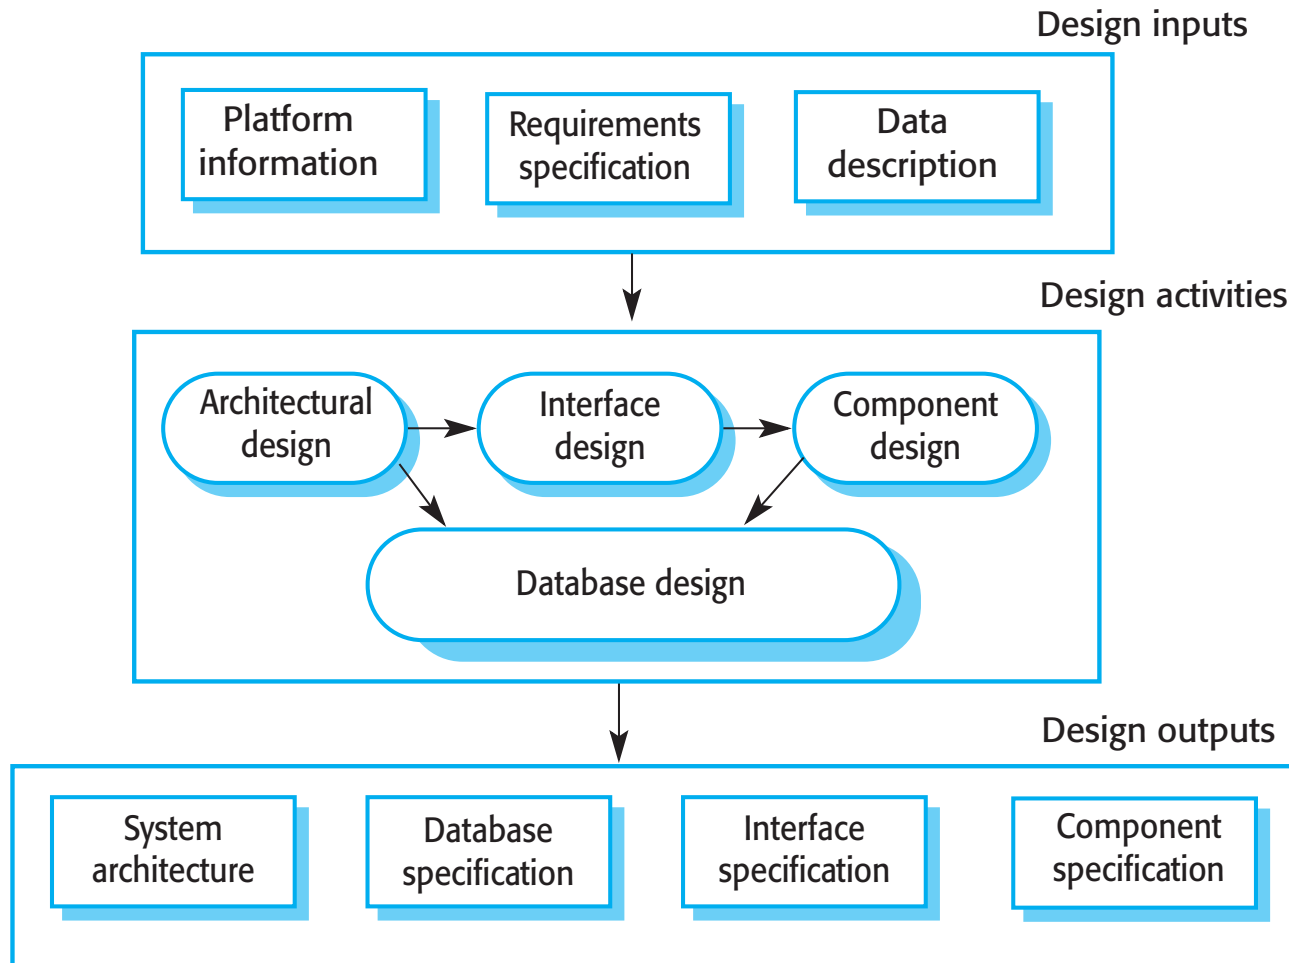 Design inputs
Platform
information
Requirements
specification
Data
description
Design activities
Architectural
design
Interface
design
Component
design
Database design
Design outputs
System
architecture
Database
specification
Interface
specification
Component
specification